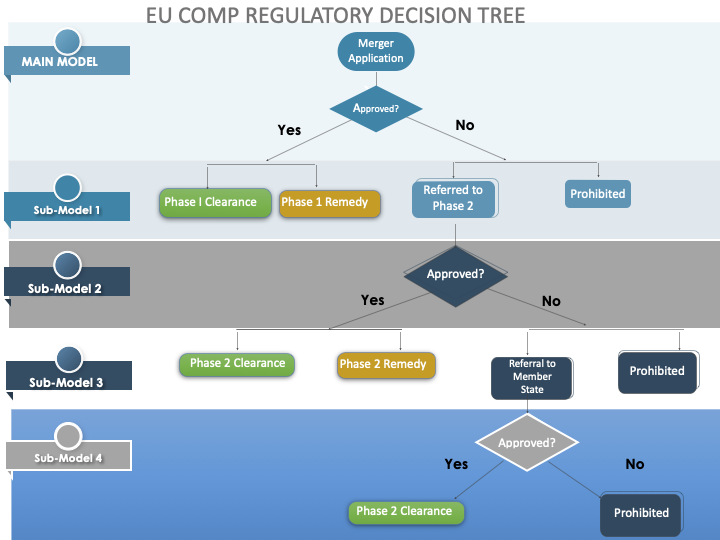 EU COMP REGULATORY DECISION TREE
MAIN MODEL
Merger
Application
Approved?
Yes
No
Sub-Model 1
Phase I Clearance
Phase 1 Remedy
Referred to
Phase 2
Prohibited
Sub-Model 2
Approved?
Yes
No
Sub-Model 3
Phase 2 Clearance
Phase 2 Remedy
Referral to
Member
State
Prohibited
Sub-Model 4
Approved?
Yes
No
Phase 2 Clearance
Prohibited